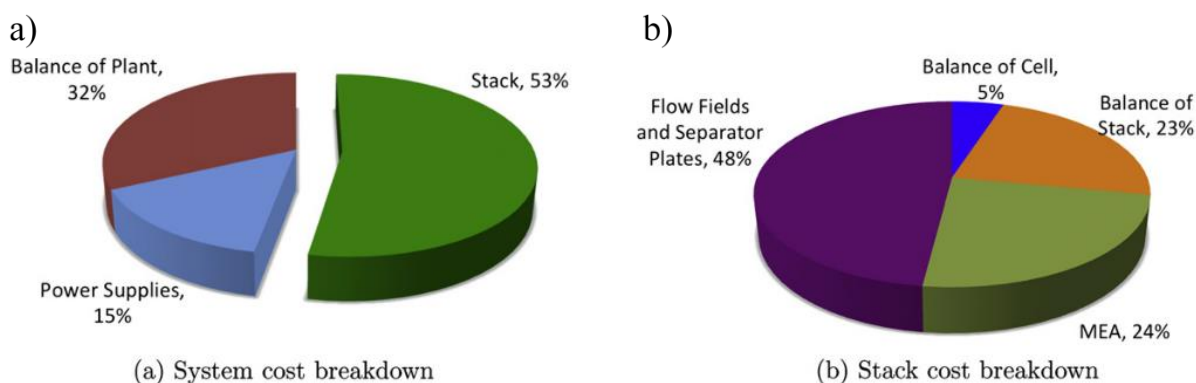 a)
Balance of Plant,
32%
Stack, 53%
Power Supplies,
15%
(a) System cost breakdown
b)
Balance of Cell,
5%
Flow Fields
and Separator
Plates, 48%
Balance of
Stack, 23%
MEA, 24%
(b) Stack cost breakdown